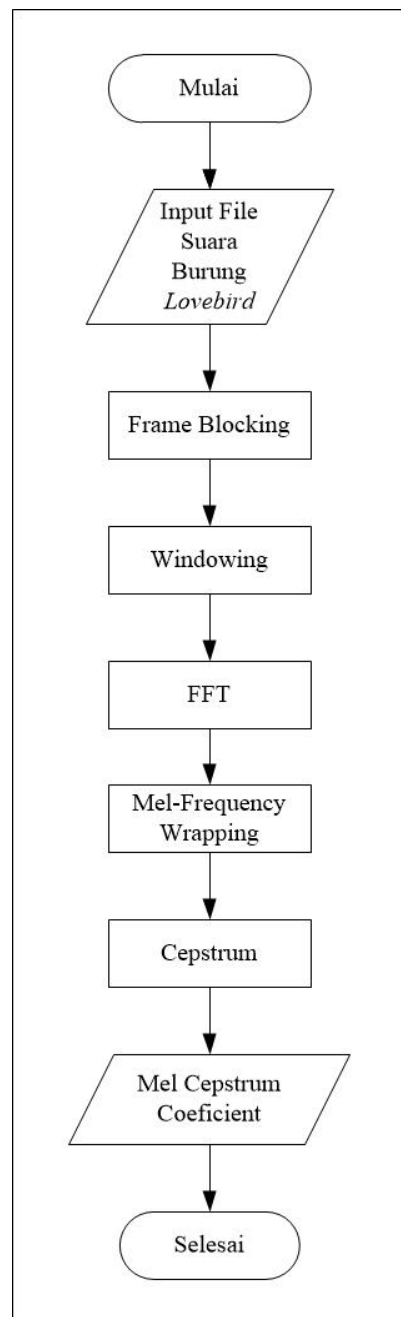 Mulai
Input File
Suara
Burung
Lovebird
Frame Blocking
Windowing
FFT
Mel-Frequency
Wrapping
Cepstrum
Mel Cepstrum
Coeficient
Selesai